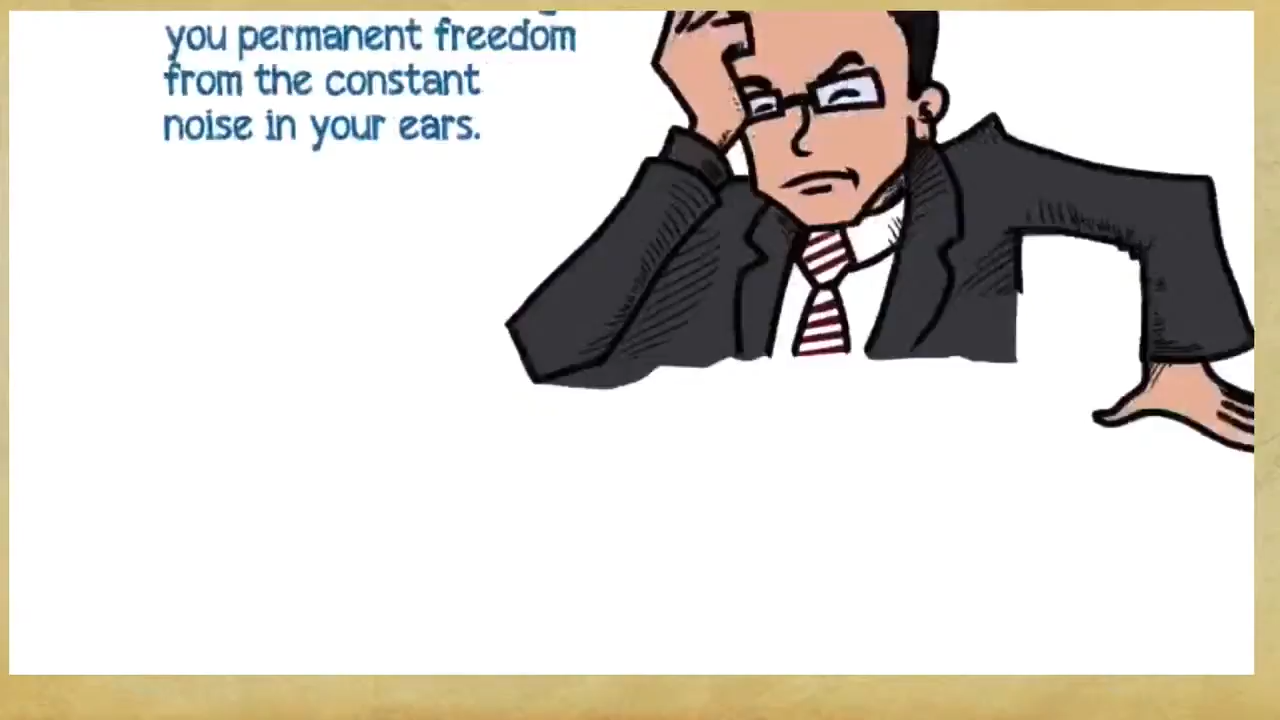 you permanent freedom
from the constant
noise in your ears.